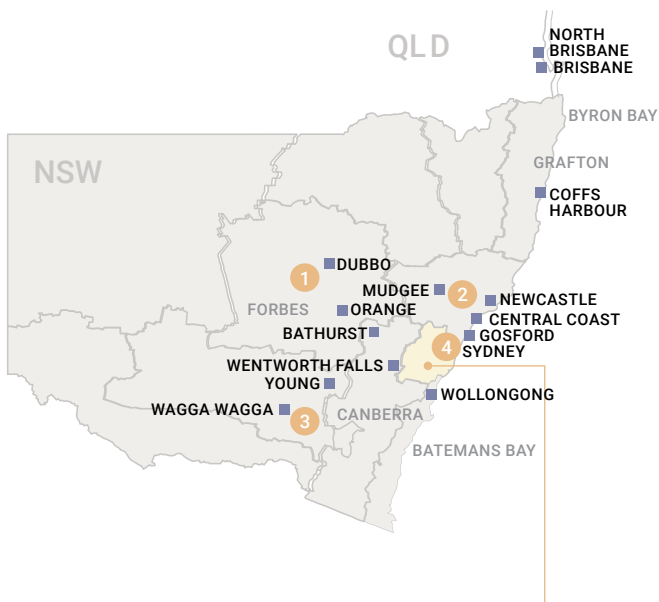 NORTH
BRISBANE
QLD
BRISBANE
BYRON BAY
GRAFTON
NSW
COFFS
HARBOUR
DUBBO
1
MUDGEE
2
NEWCASTLE
FORBES
ORANGE
CENTRAL COAST
BATHURST
GOSFORD
4
SYDNEY
WENTWORTH FALLS
YOUNG
WOLLONGONG
WAGGA WAGGA
3
CANBERRA
BATEMANS BAY